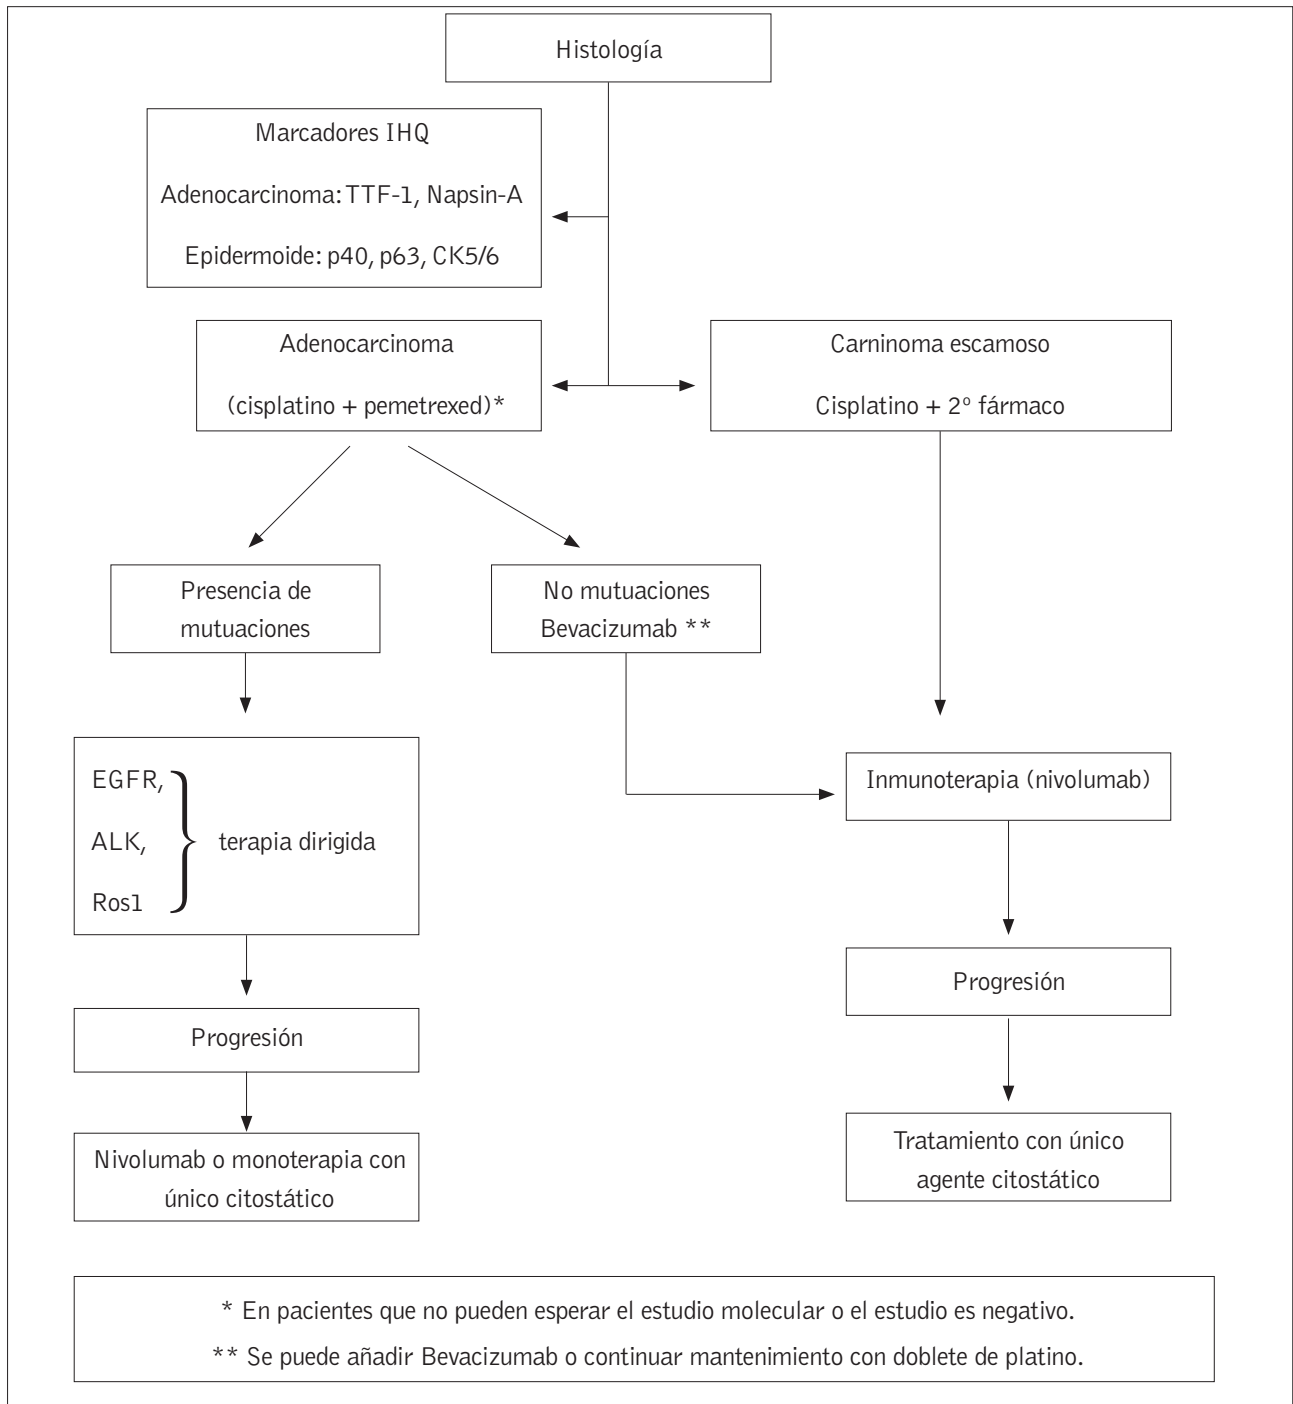 Histología
Marcadores IHQ
Adenocarcinoma: TTF-1, Napsin-A
Epidermoide: p40, p63, CK5/6
Adenocarcinoma
(cisplatino + pemetrexed)*
Carninoma escamoso
Cisplatino + 2º fármaco
Presencia de
mutuaciones
No mutuaciones
Bevacizumab **
EGFR,
ALK,
Ros1
terapia dirigida
Inmunoterapia (nivolumab)
Progresión
Progresión
Nivolumab o monoterapia con
único citostático
Tratamiento con único
agente citostático
* En pacientes que no pueden esperar el estudio molecular o el estudio es negativo.
** Se puede añadir Bevacizumab o continuar mantenimiento con doblete de platino.